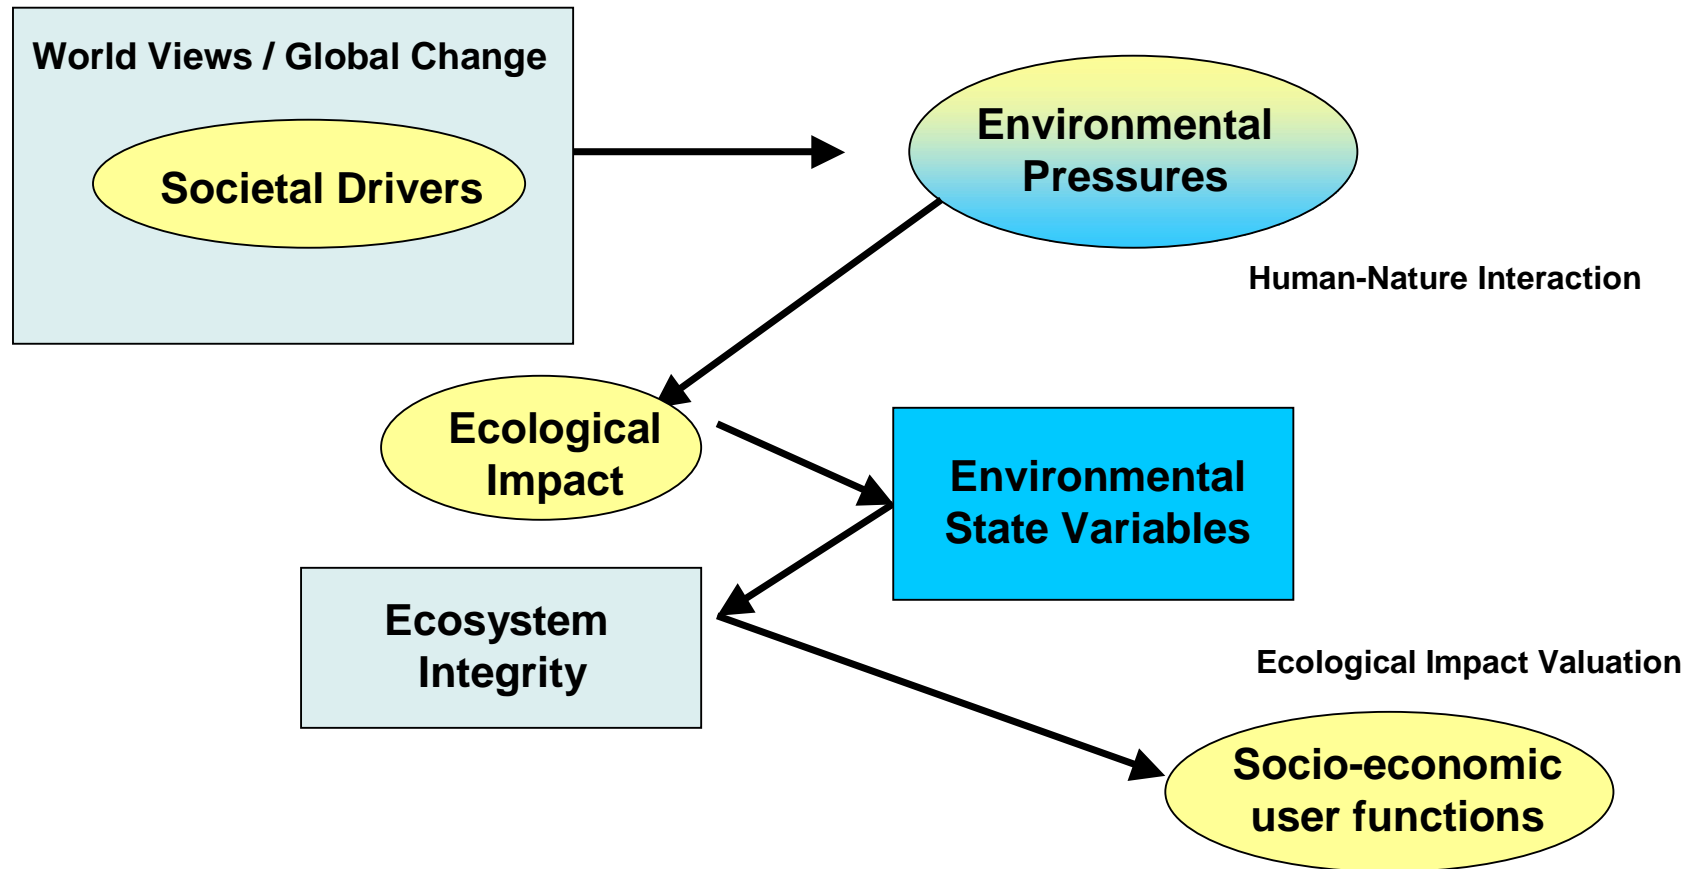 World Views / Global Change
Societal Drivers
Environmental
Pressures
Human-Nature Interaction
Ecological
Impact
Environmental
State Variables
Ecosystem
Integrity
Ecological Impact Valuation
Socio-economic
user functions